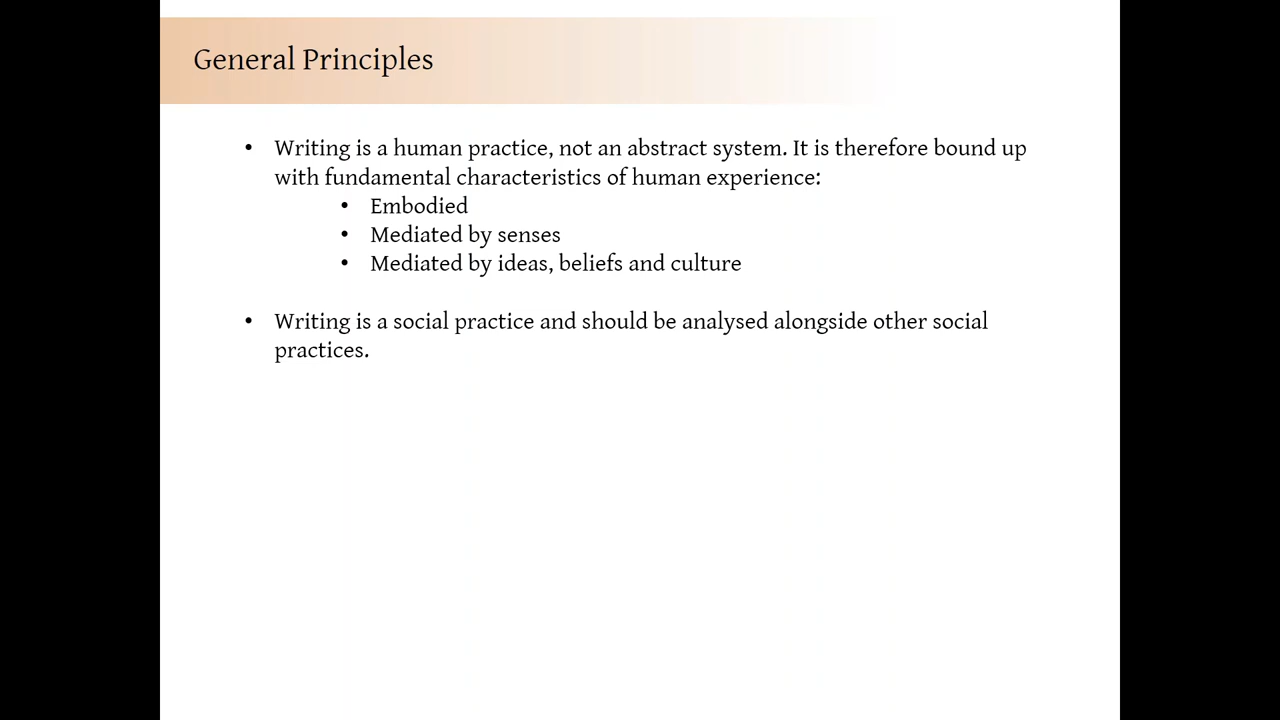 General Principles
• Writing is a human practice, not an abstract system. It is therefore bound up
with fundamental characteristics of human experience:
• Embodied
• Mediated by senses
• Mediated by ideas, beliefs and culture
• Writing is a social practice and should be analysed alongside other social
practices.